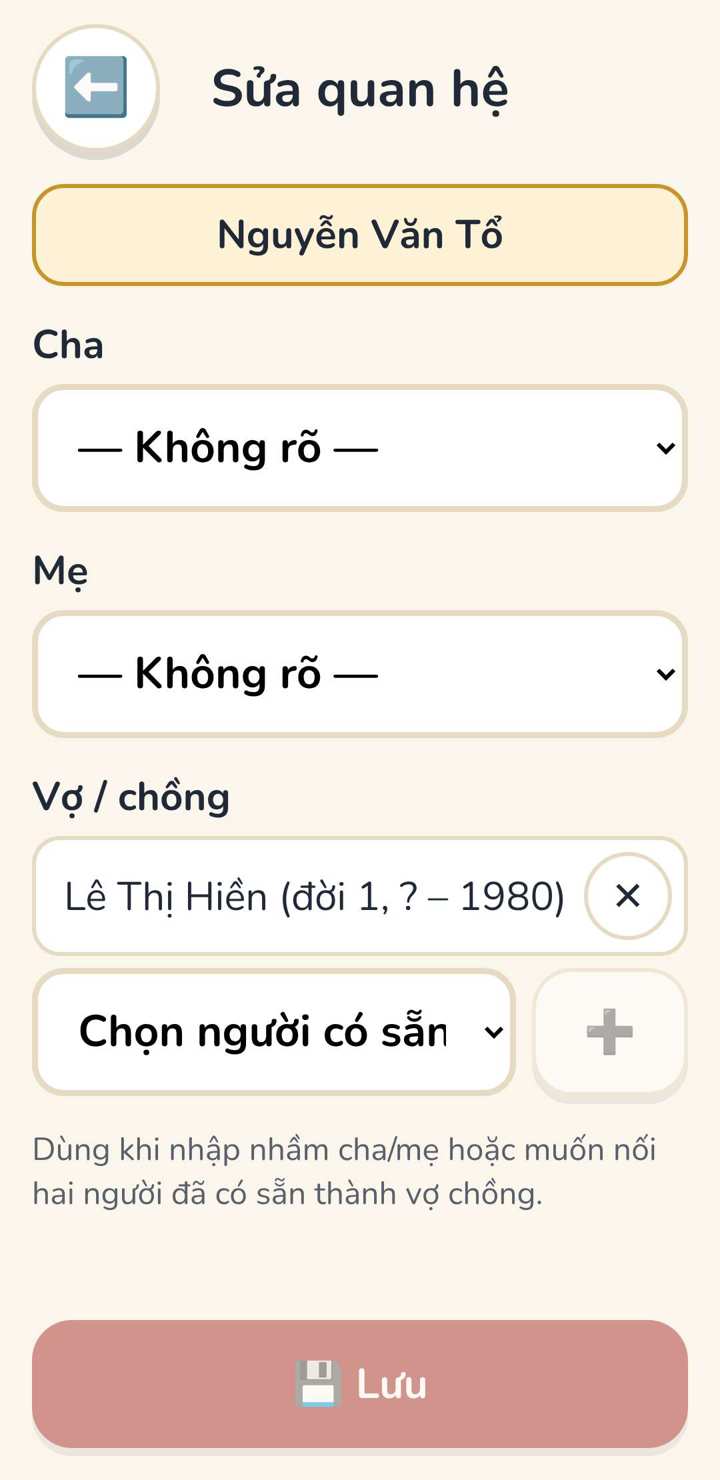 Sửa quan hệ
Nguyễn Văn Tổ
Cha
— Không rõ —
Mẹ
— Không rõ —
Vợ / chồng
Lê Thị Hiền (đời 1, ? – 1980)
Chọn người có sẵn
Dùng khi nhập nhầm cha/mẹ hoặc muốn nối
hai người đã có sẵn thành vợ chồng.
Lưu